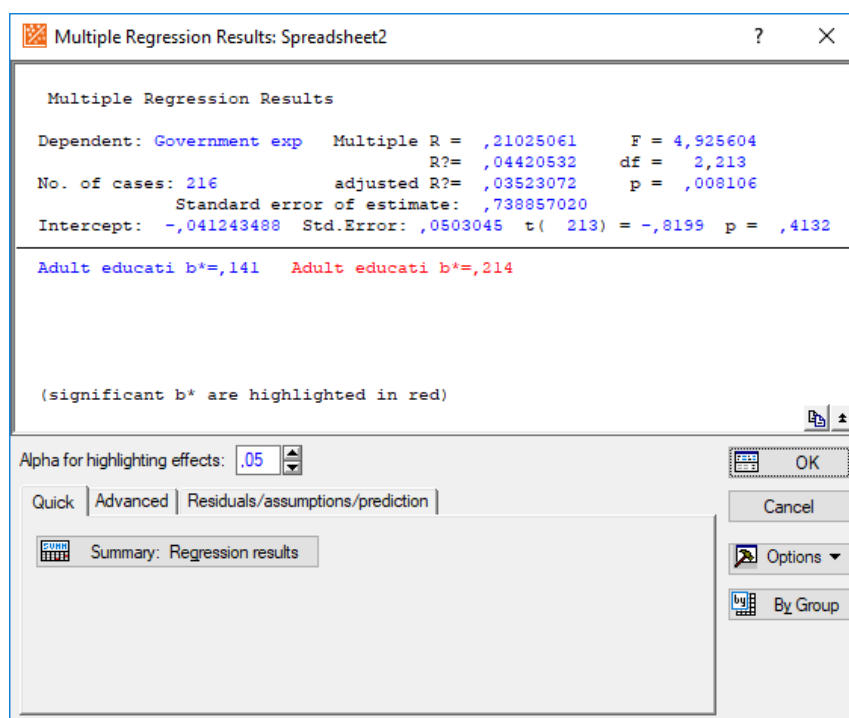 Multiple Regression Results: Spreadsheet2 ?
Multiple Regression Results
Dependent: Government exp Multiple R = ,21025061 F = 4,925604
R?= ,04420532 df = 2,213
No. of cases: 216 adjusted R?= ,03523072 p = ,008106
Standard error of estimate: ,738857020
Intercept: -,041243488 Std.Error: ,0503045 t( 213) = -,8199 p = ,4132
Adult educati b*=,141 Adult educati b*=,214
(significant b* are highlighted in red)
Alpha for highlighting effects: ,05
OK
Quick Advanced Residuals/assumptions/prediction
Cancel
SUMM Summary: Regression results
Options
by By Group